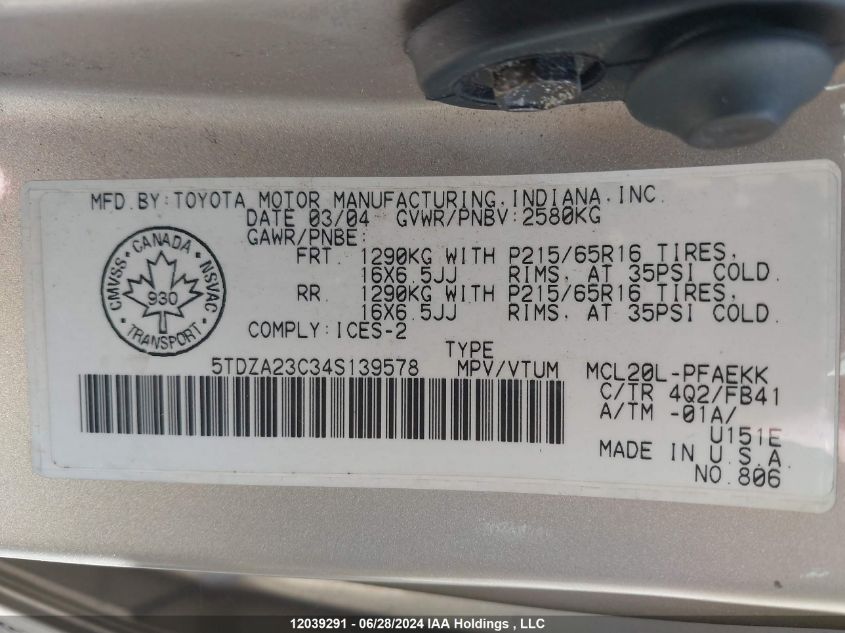 MFD.BY:TOYOTA MOTOR MANUFACTURING,INDIANA,INC.
DATE 03/04 GVWR/PNBV:2580KG
GAWR/PNBE:
FRT. 1290KG WITH P215/65R16 TIRES,
16X6.5JJ RIMS, AT 35PSI COLD.
RR. 1290KG WITH P215/65R16 TIRES,
16X6.5JJ RIMS, AT 35PSI COLD.
COMPLY:ICES-2
CANADA
CMVSS NSVAC
930
TRANSPORT
TYPE
5TDZA23C34S139578 MPV/VTUM MCL20L-PFAEKK
C/TR 4Q2/FB41
A/TM -01A/
U151E
MADE IN U.S.A.
NO.806
12039291 - 06/28/2024 IAA Holdings , LLC